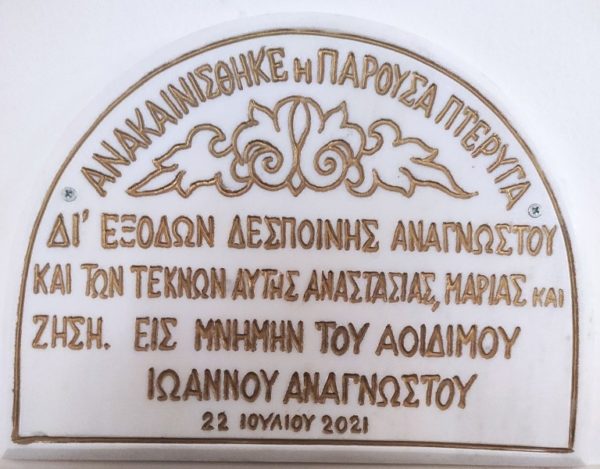 ΑΝΑΚΑΙΝΙΣΘΗΚΕ Η ΠΑΡΟΥΣΑ ΠΤΕΡΥΓΑ
ΔΙ' ΕΞΟΔΩΝ ΔΕΣΠΟΙΝΗΣ ΑΝΑΓΝΩΣΤΟΥ
ΚΑΙ ΤΩΝ ΤΕΚΝΩΝ ΑΥΤΗΣ ΑΝΑΣΤΑΣΙΑΣ, ΜΑΡΙΑΣ ΚΑΙ
ΖΗΣΗ. ΕΙΣ ΜΝΗΜΗΝ ΤΟΥ ΑΟΙΔΙΜΟΥ
ΙΩΑΝΝΟΥ ΑΝΑΓΝΩΣΤΟΥ
22 ΙΟΥΛΙΟΥ 2021